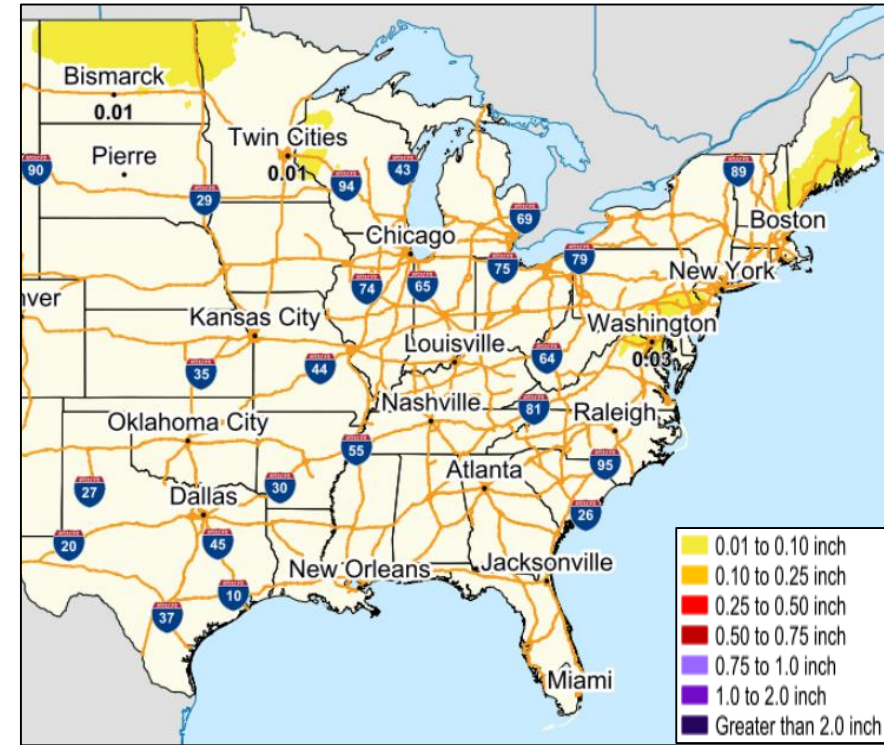 Bismarck
0.01
Twin Cities
0.01
Pierre
90
29
94
43
89
Boston
69
Chicago
75
79
New York
74
65
nver
Kansas City
Washington
0.03
Louisville
64
35
44
Nashville
81
Raleigh
Oklahoma City
55
95
27
30
Atlanta
Dallas
26
20
45
New Orleans
Jacksonville
10
37
Miami
0.01 to 0.10 inch
0.10 to 0.25 inch
0.25 to 0.50 inch
0.50 to 0.75 inch
0.75 to 1.0 inch
1.0 to 2.0 inch
Greater than 2.0 inch